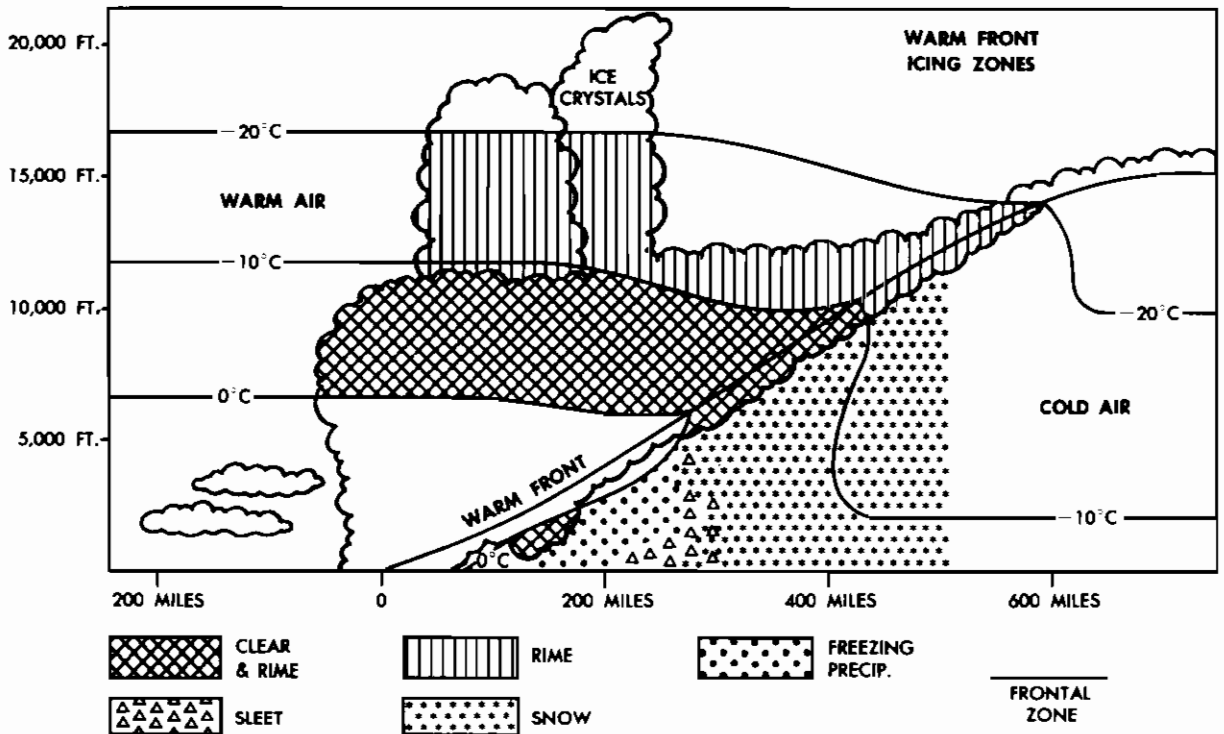 20,000 FT.
15,000 FT.
10,000 FT.
5,000 FT.
WARM FRONT
ICING ZONES
ICE
CRYSTALS
−20°C
WARM AIR
−10°C
−20°C
0°C
COLD AIR
WARM FRONT
−10°C
0°C
200 MILES
0
200 MILES
400 MILES
600 MILES
CLEAR
& RIME
RIME
FREEZING
PRECIP.
SLEET
SNOW
FRONTAL
ZONE